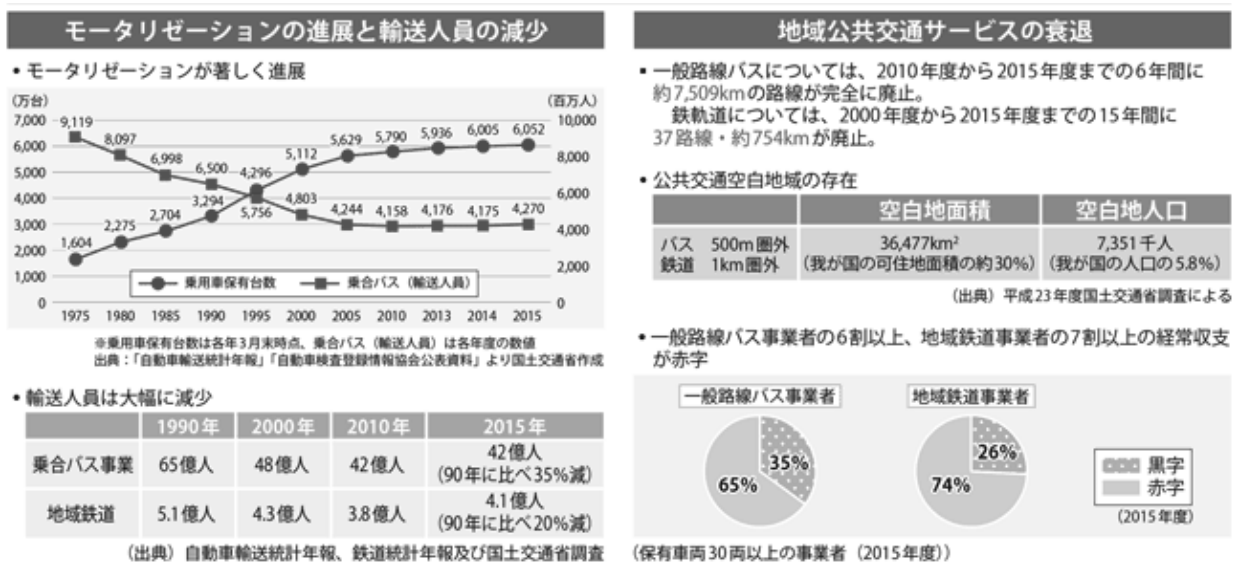 モータリゼーションの進展と輸送人員の減少
• モータリゼーションが著しく進展
(万台)
(百万人)
7,000
6,000
5,000
4,000
3,000
2,000
1,000
0
10,000
8,000
6,000
4,000
2,000
0
9,119
8,097
6,998
6,500
5,756
4,803
4,244
4,158
4,176
4,175
4,270
1,604
2,275
2,704
3,294
4,296
5,112
5,629
5,790
5,936
6,005
6,052
乗用車保有台数
乗合バス（輸送人員）
1975 1980 1985 1990 1995 2000 2005 2010 2013 2014 2015
※乗用車保有台数は各年3月末時点、乗合バス（輸送人員）は各年度の数値
出典：「自動車輸送統計年報」「自動車検査登録情報協会公表資料」より国土交通省作成
• 輸送人員は大幅に減少
1990年 2000年 2010年 2015年
乗合バス事業 65億人 48億人 42億人 42億人
(90年に比べ35%減)
地域鉄道 5.1億人 4.3億人 3.8億人 4.1億人
(90年に比べ20%減)
（出典）自動車輸送統計年報、鉄道統計年報及び国土交通省調査
地域公共交通サービスの衰退
▪ 一般路線バスについては、2010年度から2015年度までの6年間に
約7,509kmの路線が完全に廃止。
鉄軌道については、2000年度から2015年度までの15年間に
37路線・約754kmが廃止。
• 公共交通空白地域の存在
空白地面積 空白地人口
バス 500m圏外 36,477km² 7,351千人
鉄道 1km圏外 (我が国の可住地面積の約30%) (我が国の人口の5.8%)
（出典）平成23年度国土交通省調査による
• 一般路線バス事業者の6割以上、地域鉄道事業者の7割以上の経常収支
が赤字
一般路線バス事業者
35%
65%
地域鉄道事業者
26%
74%
黒字
赤字
(2015年度)
(保有車両30両以上の事業者（2015年度）)